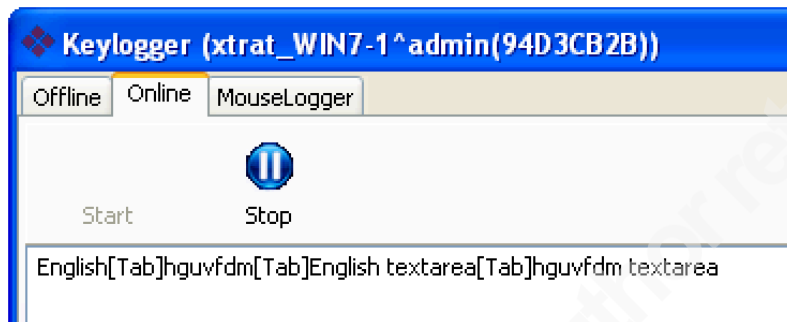 Keylogger (xtrat_WIN7-1^admin(94D3CB2B))
Offline Online MouseLogger
Start Stop
English[Tab]hguvfdm[Tab]English textarea[Tab]hguvfdm textarea